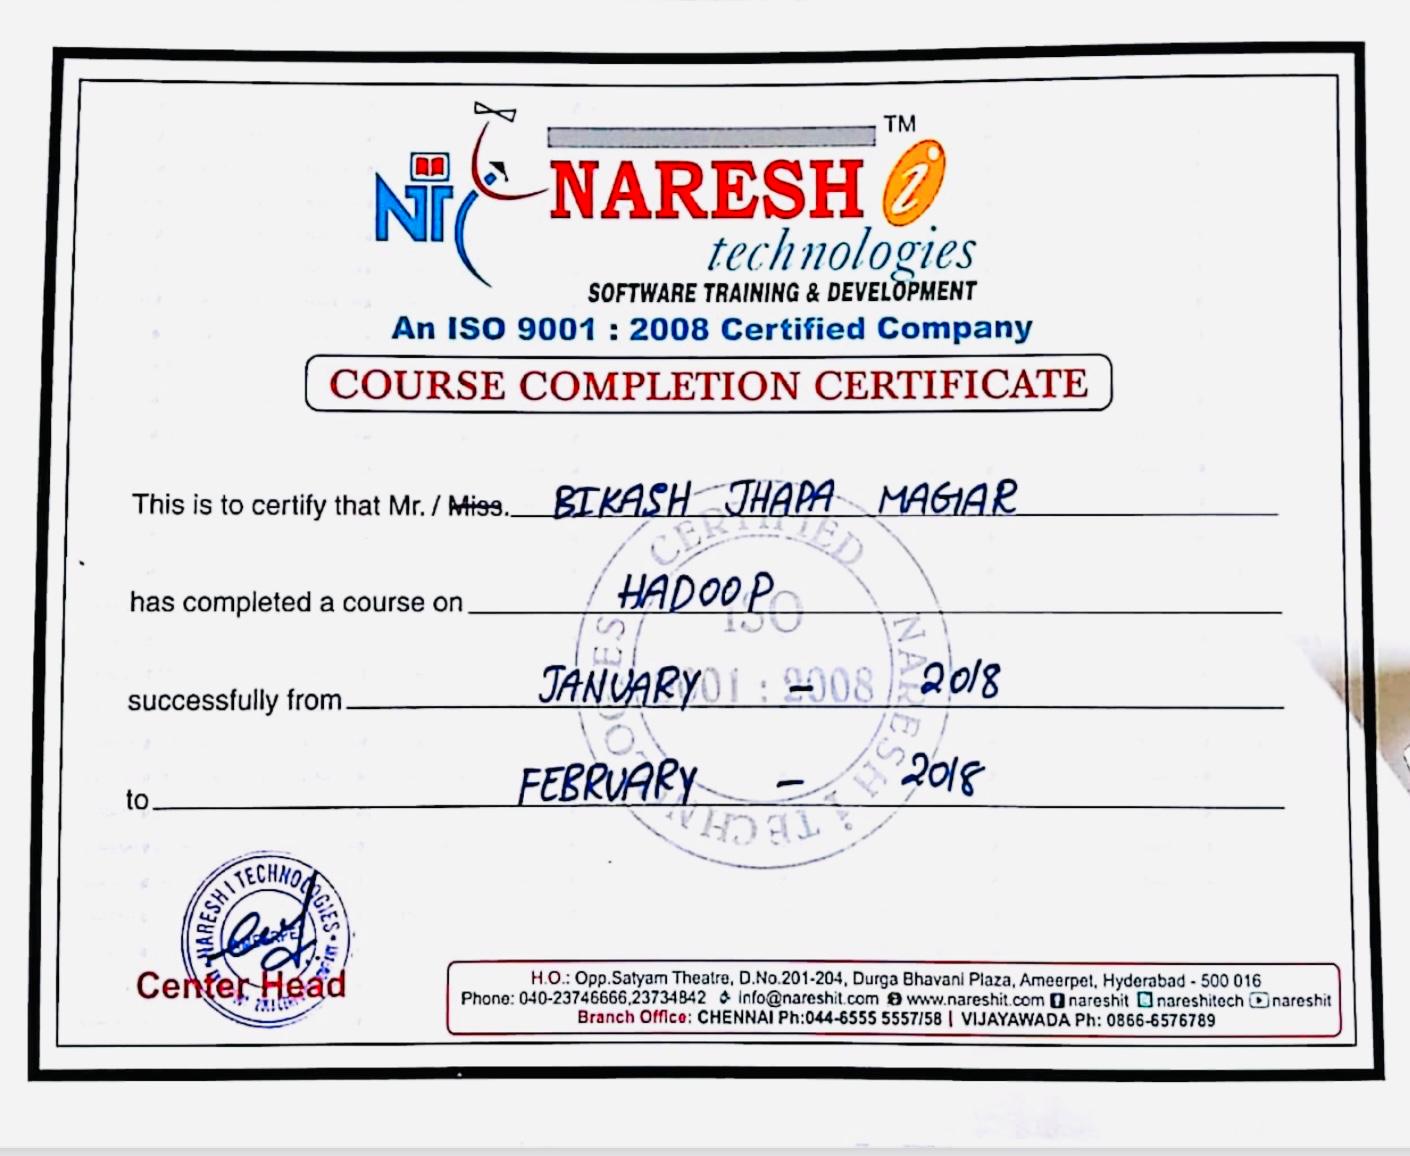 TM
NT
NARESH i
technologies
SOFTWARE TRAINING & DEVELOPMENT
An ISO 9001 : 2008 Certified Company
COURSE COMPLETION CERTIFICATE
This is to certify that Mr. / Miss. BIKASH JHAPA MAGAR
has completed a course on HADOOP
successfully from JANUARY - 2018
to FEBRUARY - 2018
CERTIFIED
ISO
9001 : 2008
NARESH i TECHNOLOGIES
NARESH I TECHNOLOGIES
Center Head
H.O.: Opp.Satyam Theatre, D.No.201-204, Durga Bhavani Plaza, Ameerpet, Hyderabad - 500 016
Phone: 040-23746666,23734842 info@nareshit.com www.nareshit.com nareshit nareshitech nareshit
Branch Office: CHENNAI Ph:044-6555 5557/58 | VIJAYAWADA Ph: 0866-6576789